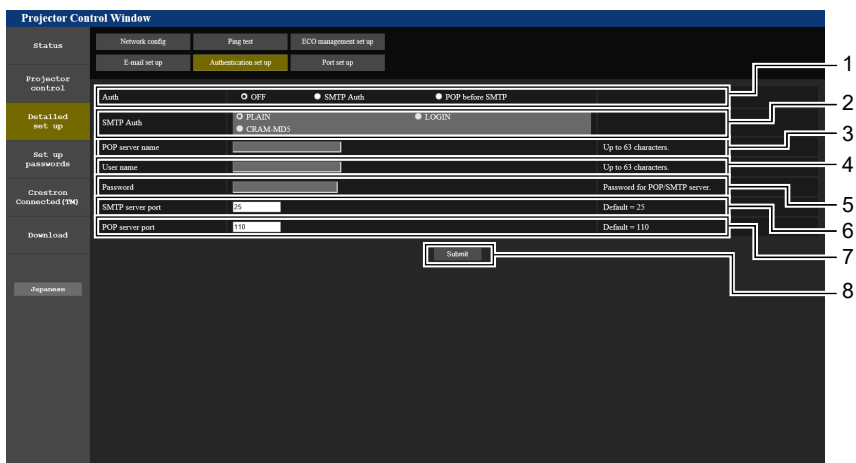 Projector Control Window
Status
Network config
Ping test
ECO management set up
E-mail set up
Authentication set up
Port set up
1
Projector
control
Auth
OFF
SMTP Auth
POP before SMTP
2
Detailed
set up
SMTP Auth
PLAIN
LOGIN
CRAM-MD5
3
POP server name
Up to 63 characters.
4
Set up
passwords
User name
Up to 63 characters.
Password
Password for POP/SMTP server.
5
Crestron
Connected(TM)
SMTP server port
25
Default = 25
6
POP server port
110
Default = 110
7
Download
Submit
8
Japanese